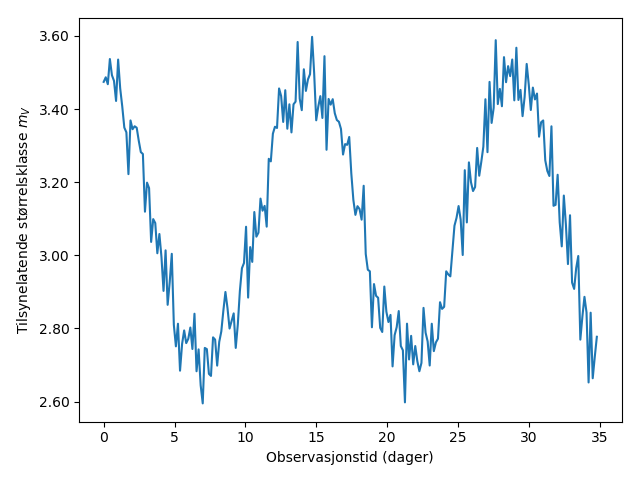 3.60
3.40
3.20
3.00
2.80
2.60
Tilsynelatende størrelsklasse m_V
0 5 10 15 20 25 30 35
Observasjonstid (dager)